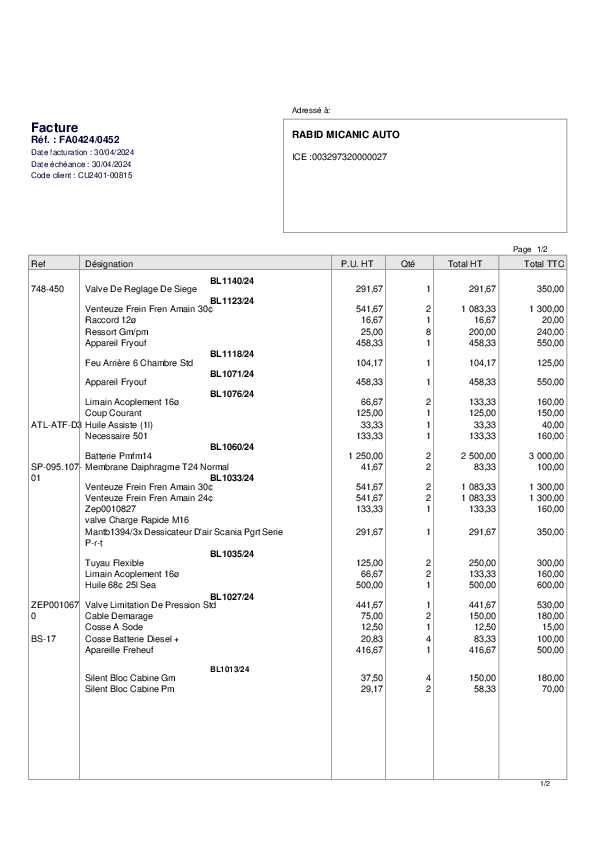 Adressé à:
Facture
Réf. : FA0424/0452
Date facturation : 30/04/2024
Date échéance : 30/04/2024
Code client : CU2401-00815
RABID MICANIC AUTO
ICE :003297320000027
Page 1/2
Ref Désignation P.U. HT Qté Total HT Total TTC
BL1140/24
748-450 Valve De Reglage De Siege 291,67 1 291,67 350,00
BL1123/24
Venteuze Frein Fren Amain 30¢ 541,67 2 1 083,33 1 300,00
Raccord 12ø 16,67 1 16,67 20,00
Ressort Gm/pm 25,00 8 200,00 240,00
Appareil Fryouf 458,33 1 458,33 550,00
BL1118/24
Feu Arrière 6 Chambre Std 104,17 1 104,17 125,00
BL1071/24
Appareil Fryouf 458,33 1 458,33 550,00
BL1076/24
Limain Acoplement 16ø 66,67 2 133,33 160,00
Coup Courant 125,00 1 125,00 150,00
ATL-ATF-D3 Huile Assiste (1l) 33,33 1 33,33 40,00
Necessaire 501 133,33 1 133,33 160,00
BL1060/24
Batterie Pmfm14 1 250,00 2 2 500,00 3 000,00
SP-095.107- Membrane Daiphragme T24 Normal 41,67 2 83,33 100,00
01 BL1033/24
Venteuze Frein Fren Amain 30¢ 541,67 2 1 083,33 1 300,00
Venteuze Frein Fren Amain 24¢ 541,67 2 1 083,33 1 300,00
Zep0010827 133,33 1 133,33 160,00
valve Charge Rapide M16
Mantb1394/3x Dessicateur D'air Scania Pgrt Serie 291,67 1 291,67 350,00
P-r-t
BL1035/24
Tuyau Flexible 125,00 2 250,00 300,00
Limain Acoplement 16ø 66,67 2 133,33 160,00
Huile 68¢ 25l Sea 500,00 1 500,00 600,00
BL1027/24
ZEP001067 Valve Limitation De Pression Std 441,67 1 441,67 530,00
0 Cable Demarage 75,00 2 150,00 180,00
Cosse A Sode 12,50 1 12,50 15,00
BS-17 Cosse Batterie Diesel + 20,83 4 83,33 100,00
Apareille Freheuf 416,67 1 416,67 500,00
BL1013/24
Silent Bloc Cabine Gm 37,50 4 150,00 180,00
Silent Bloc Cabine Pm 29,17 2 58,33 70,00
1/2